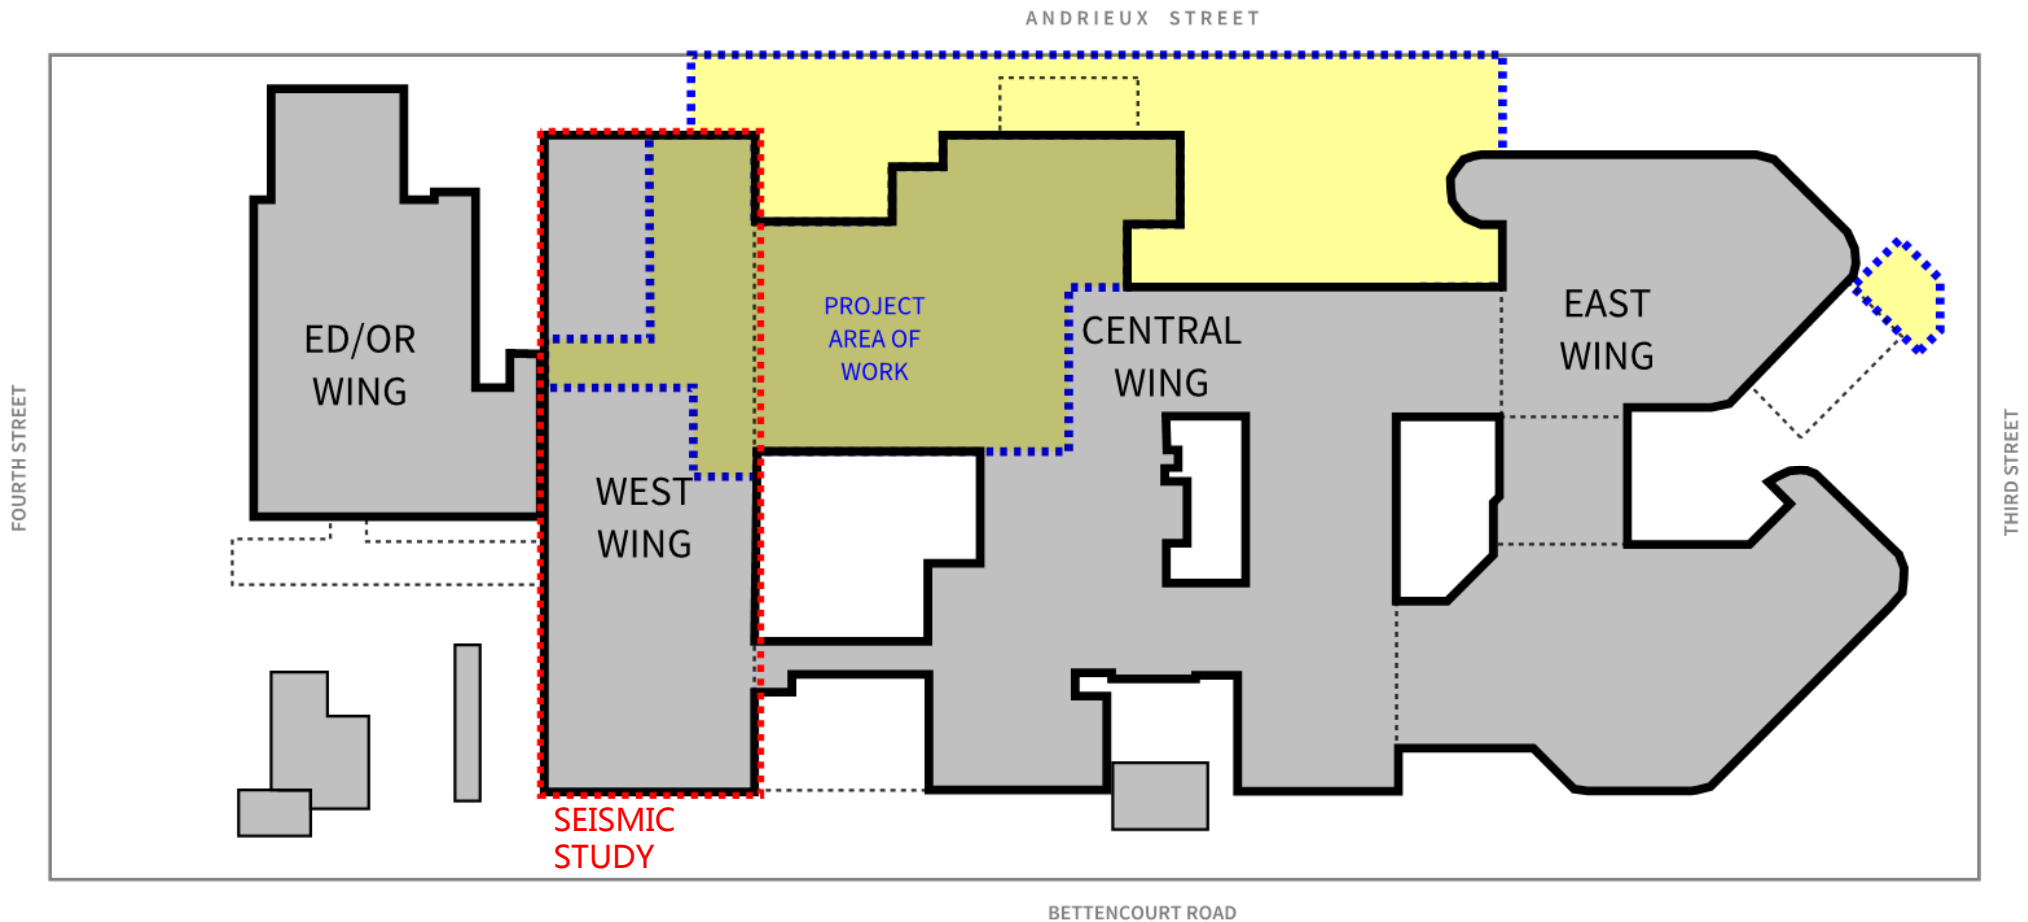 ANDRIEUX STREET
PROJECT
AREA OF
WORK
ED/OR
WING
CENTRAL
WING
EAST
WING
WEST
WING
FOURTH STREET
THIRD STREET
SEISMIC
STUDY
BETTENCOURT ROAD